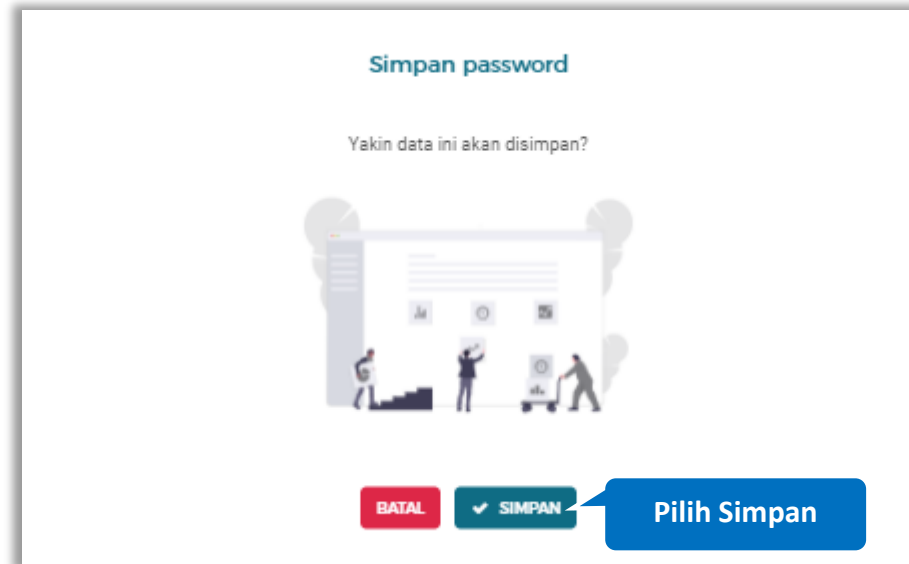 Simpan password
Yakin data ini akan disimpan?
BATAL
✔ SIMPAN
Pilih Simpan